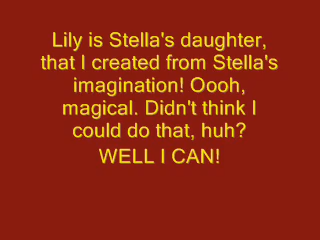 Lily is Stella's daughter,
that I created from Stella's
imagination! Oooh,
magical. Didn't think I
could do that, huh?
WELL I CAN!